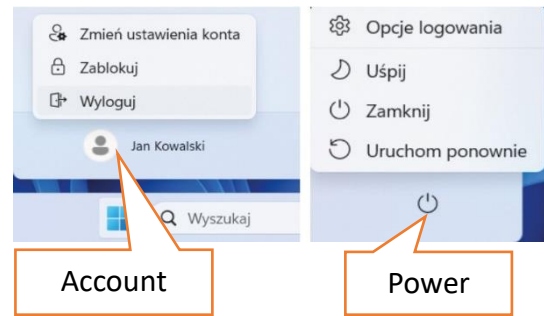 Zmień ustawienia konta
Zablokuj
Wyloguj
Jan Kowalski
Wyszukaj
Account
Opcje logowania
Uśpij
Zamknij
Uruchom ponownie
Power